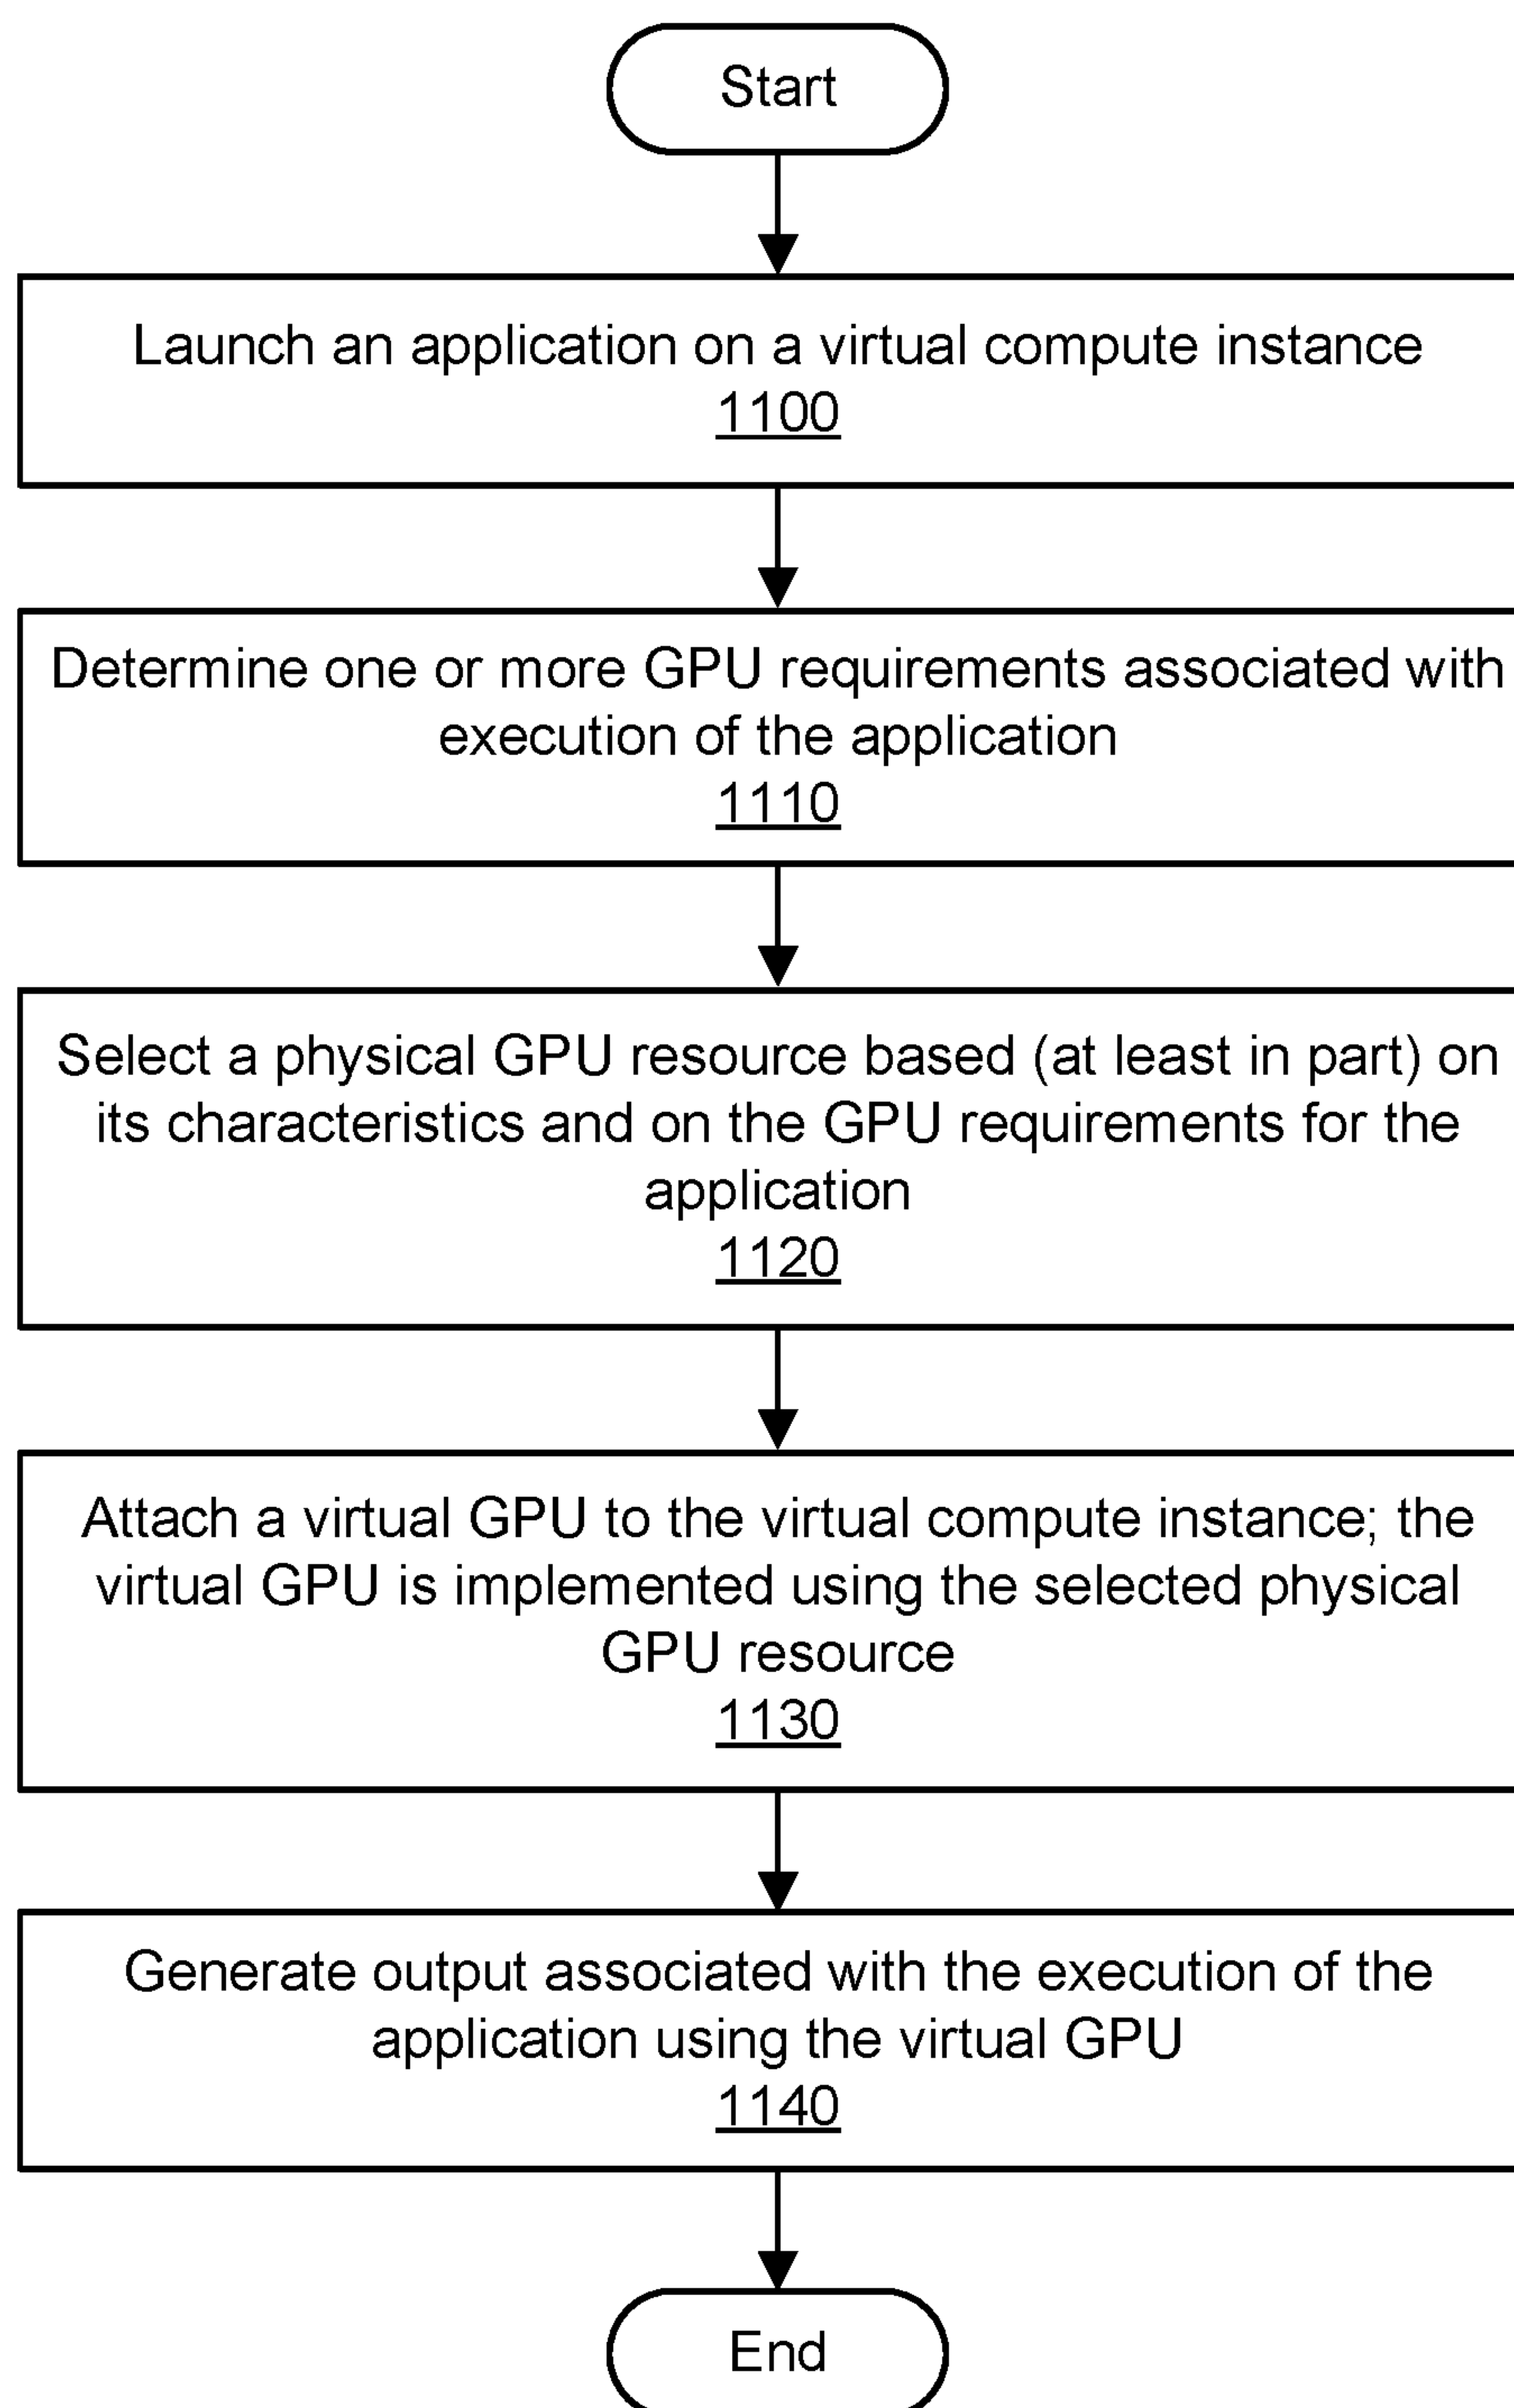 Start
Launch an application on a virtual compute instance
1100
Determine one or more GPU requirements associated with
execution of the application
1110
Select a physical GPU resource based (at least in part) on
its characteristics and on the GPU requirements for the
application
1120
Attach a virtual GPU to the virtual compute instance; the
virtual GPU is implemented using the selected physical
GPU resource
1130
Generate output associated with the execution of the
application using the virtual GPU
1140
End